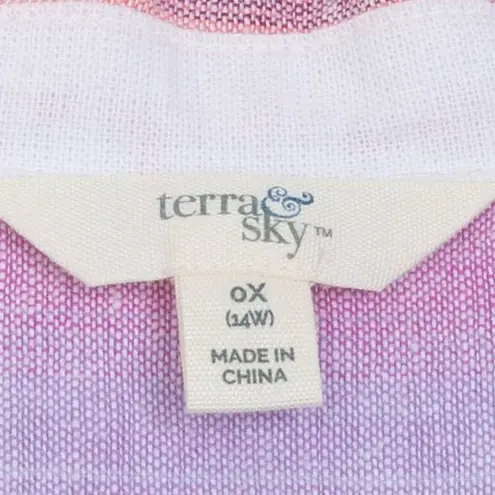 terra &
sky™
0X
(14W)
MADE IN
CHINA